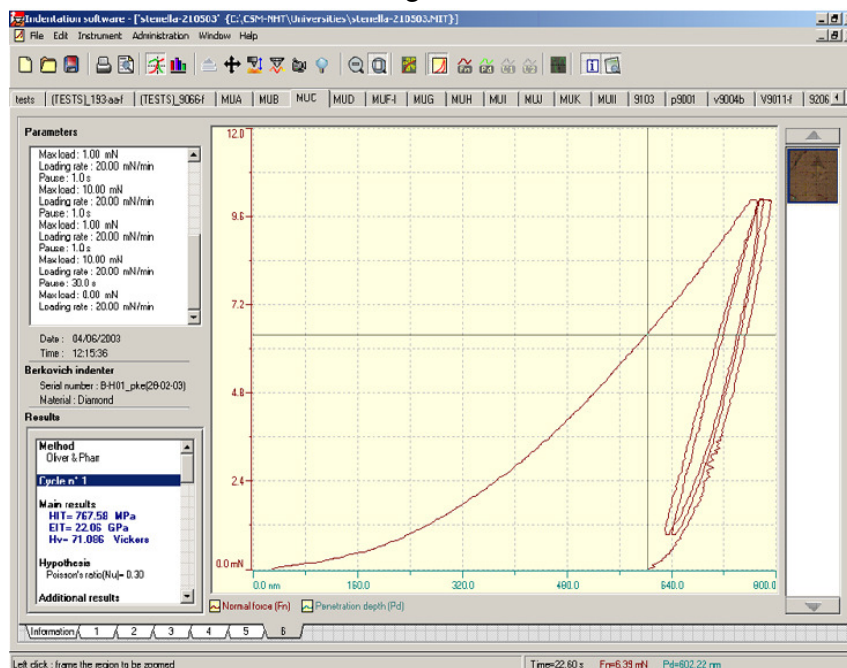 Indentation software - ["stenella-210503" {C:\CSM-NHT\Universities\stenella-210503.NIT}]
File Edit Instrument Administration Window Help
tests (TESTS)_193-aa-f (TESTS)_9066-f MUA MUB MUC MUD MUF-I MUG MUH MUI MUJ MUK MUII 9103 p9001 v9004b V9011-f 9206
Parameters
Max load : 1.00 mN
Loading rate : 20.00 mN/min
Pause : 1.0 s
Max load : 10.00 mN
Loading rate : 20.00 mN/min
Pause : 1.0 s
Max load : 1.00 mN
Loading rate : 20.00 mN/min
Pause : 1.0 s
Max load : 10.00 mN
Loading rate : 20.00 mN/min
Pause : 30.0 s
Max load : 0.00 mN
Loading rate : 20.00 mN/min
Date : 04/06/2003
Time : 12:15:36
Berkovich indenter
Serial number : B-H01_pke(28-02-03)
Material : Diamond
Results
Method
Oliver & Pharr
Cycle n° 1
Main results
HIT= 767.58 MPa
EIT= 22.06 GPa
Hv= 71.086 Vickers
Hypothesis
Poisson's ratio(Nu)= 0.30
Additional results
12.0
9.6
7.2
4.8
2.4
0.0 mN
0.0 nm 160.0 320.0 480.0 640.0 800.0
Normal force (Fn) Penetration depth (Pd)
Information 1 2 3 4 5 6
Left click : frame the region to be zoomed Time=22.60 s Fn=6.39 mN Pd=602.22 nm